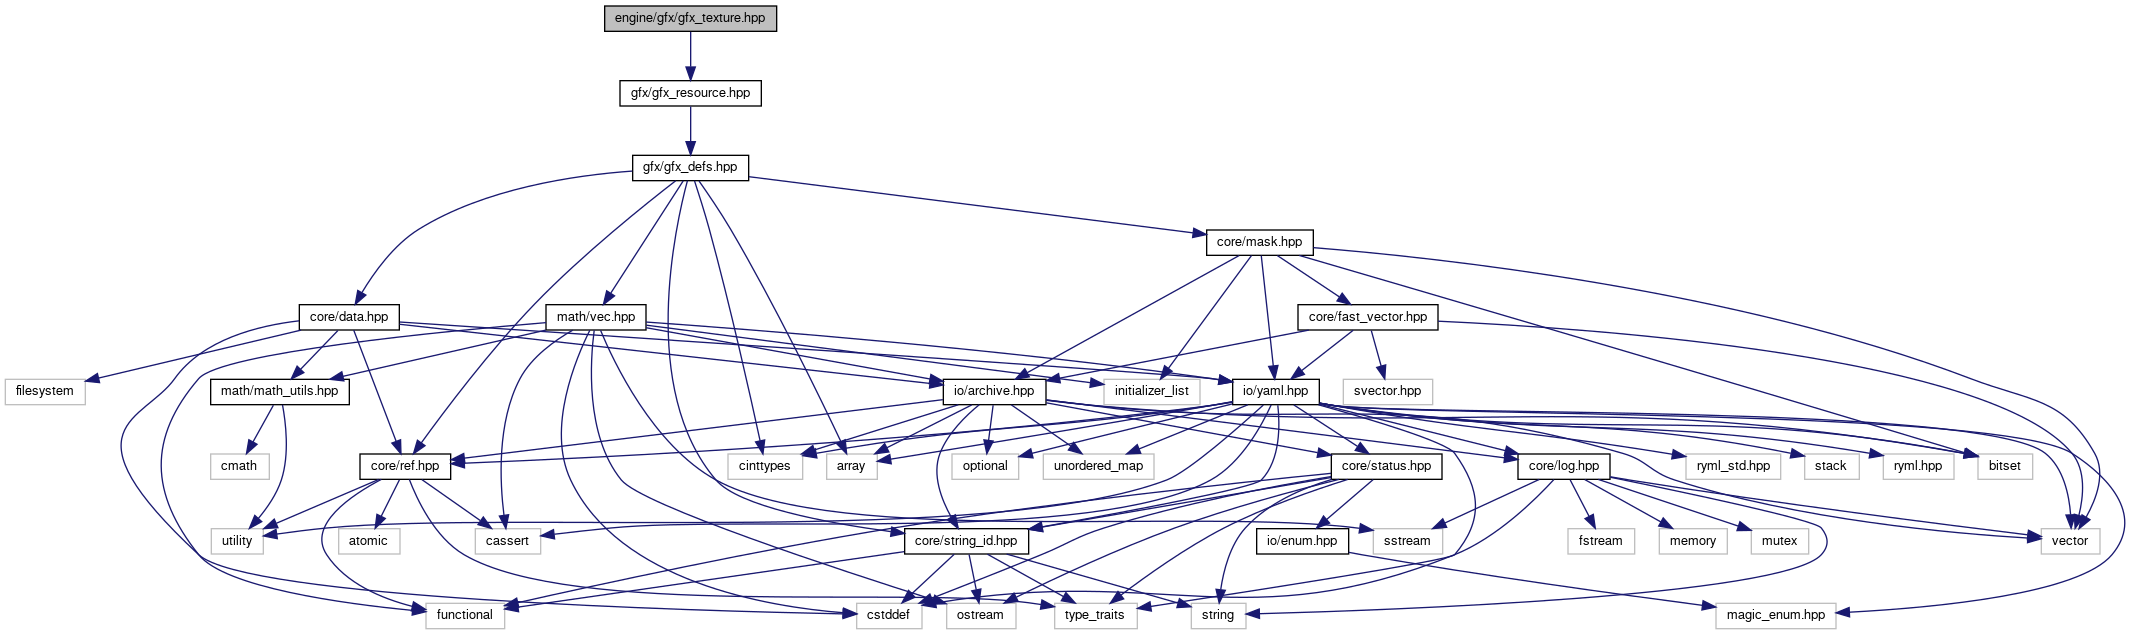 engine/gfx/gfx_texture.hpp
gfx/gfx_resource.hpp
gfx/gfx_defs.hpp
core/mask.hpp
core/data.hpp
math/vec.hpp
core/fast_vector.hpp
filesystem
math/math_utils.hpp
io/archive.hpp
initializer_list
io/yaml.hpp
svector.hpp
cmath
core/ref.hpp
cinttypes
array
optional
unordered_map
core/status.hpp
core/log.hpp
ryml_std.hpp
stack
ryml.hpp
bitset
utility
atomic
cassert
core/string_id.hpp
io/enum.hpp
sstream
fstream
memory
mutex
vector
functional
cstddef
ostream
type_traits
string
magic_enum.hpp